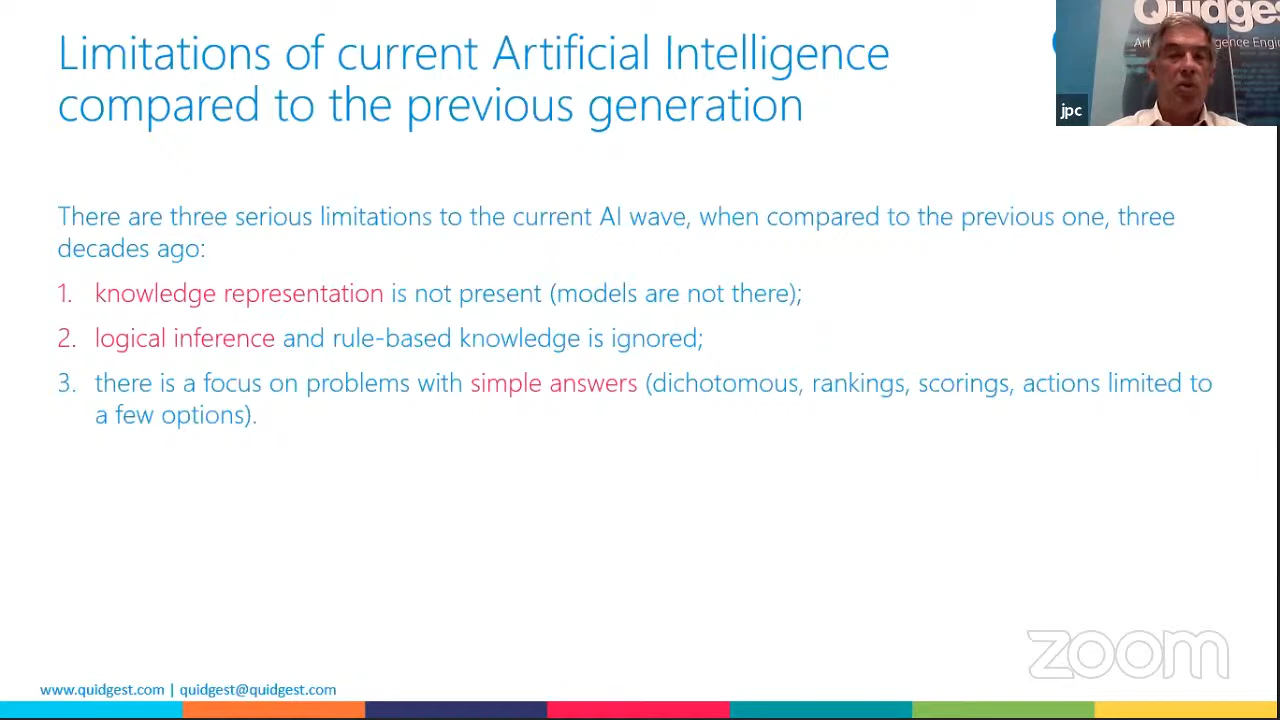 Limitations of current Artificial Intelligence
compared to the previous generation
Quidges
jpc
There are three serious limitations to the current AI wave, when compared to the previous one, three
decades ago:
1. knowledge representation is not present (models are not there);
2. logical inference and rule-based knowledge is ignored;
3. there is a focus on problems with simple answers (dichotomous, rankings, scorings, actions limited to
a few options).
zoom
www.quidgest.com | quidgest@quidgest.com